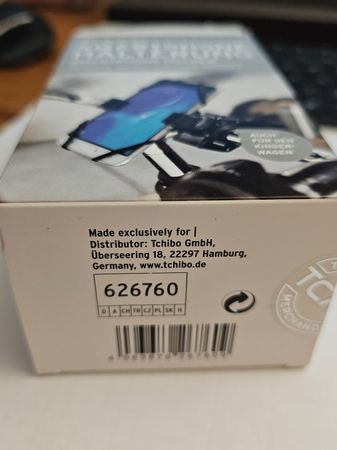 AUCH
FÜR DEN
KINDER-
WAGEN
Made exclusively for |
Distributor: Tchibo GmbH,
Überseering 18, 22297 Hamburg,
Germany, www.tchibo.de
626760
D A CH TR CZ PL SK H